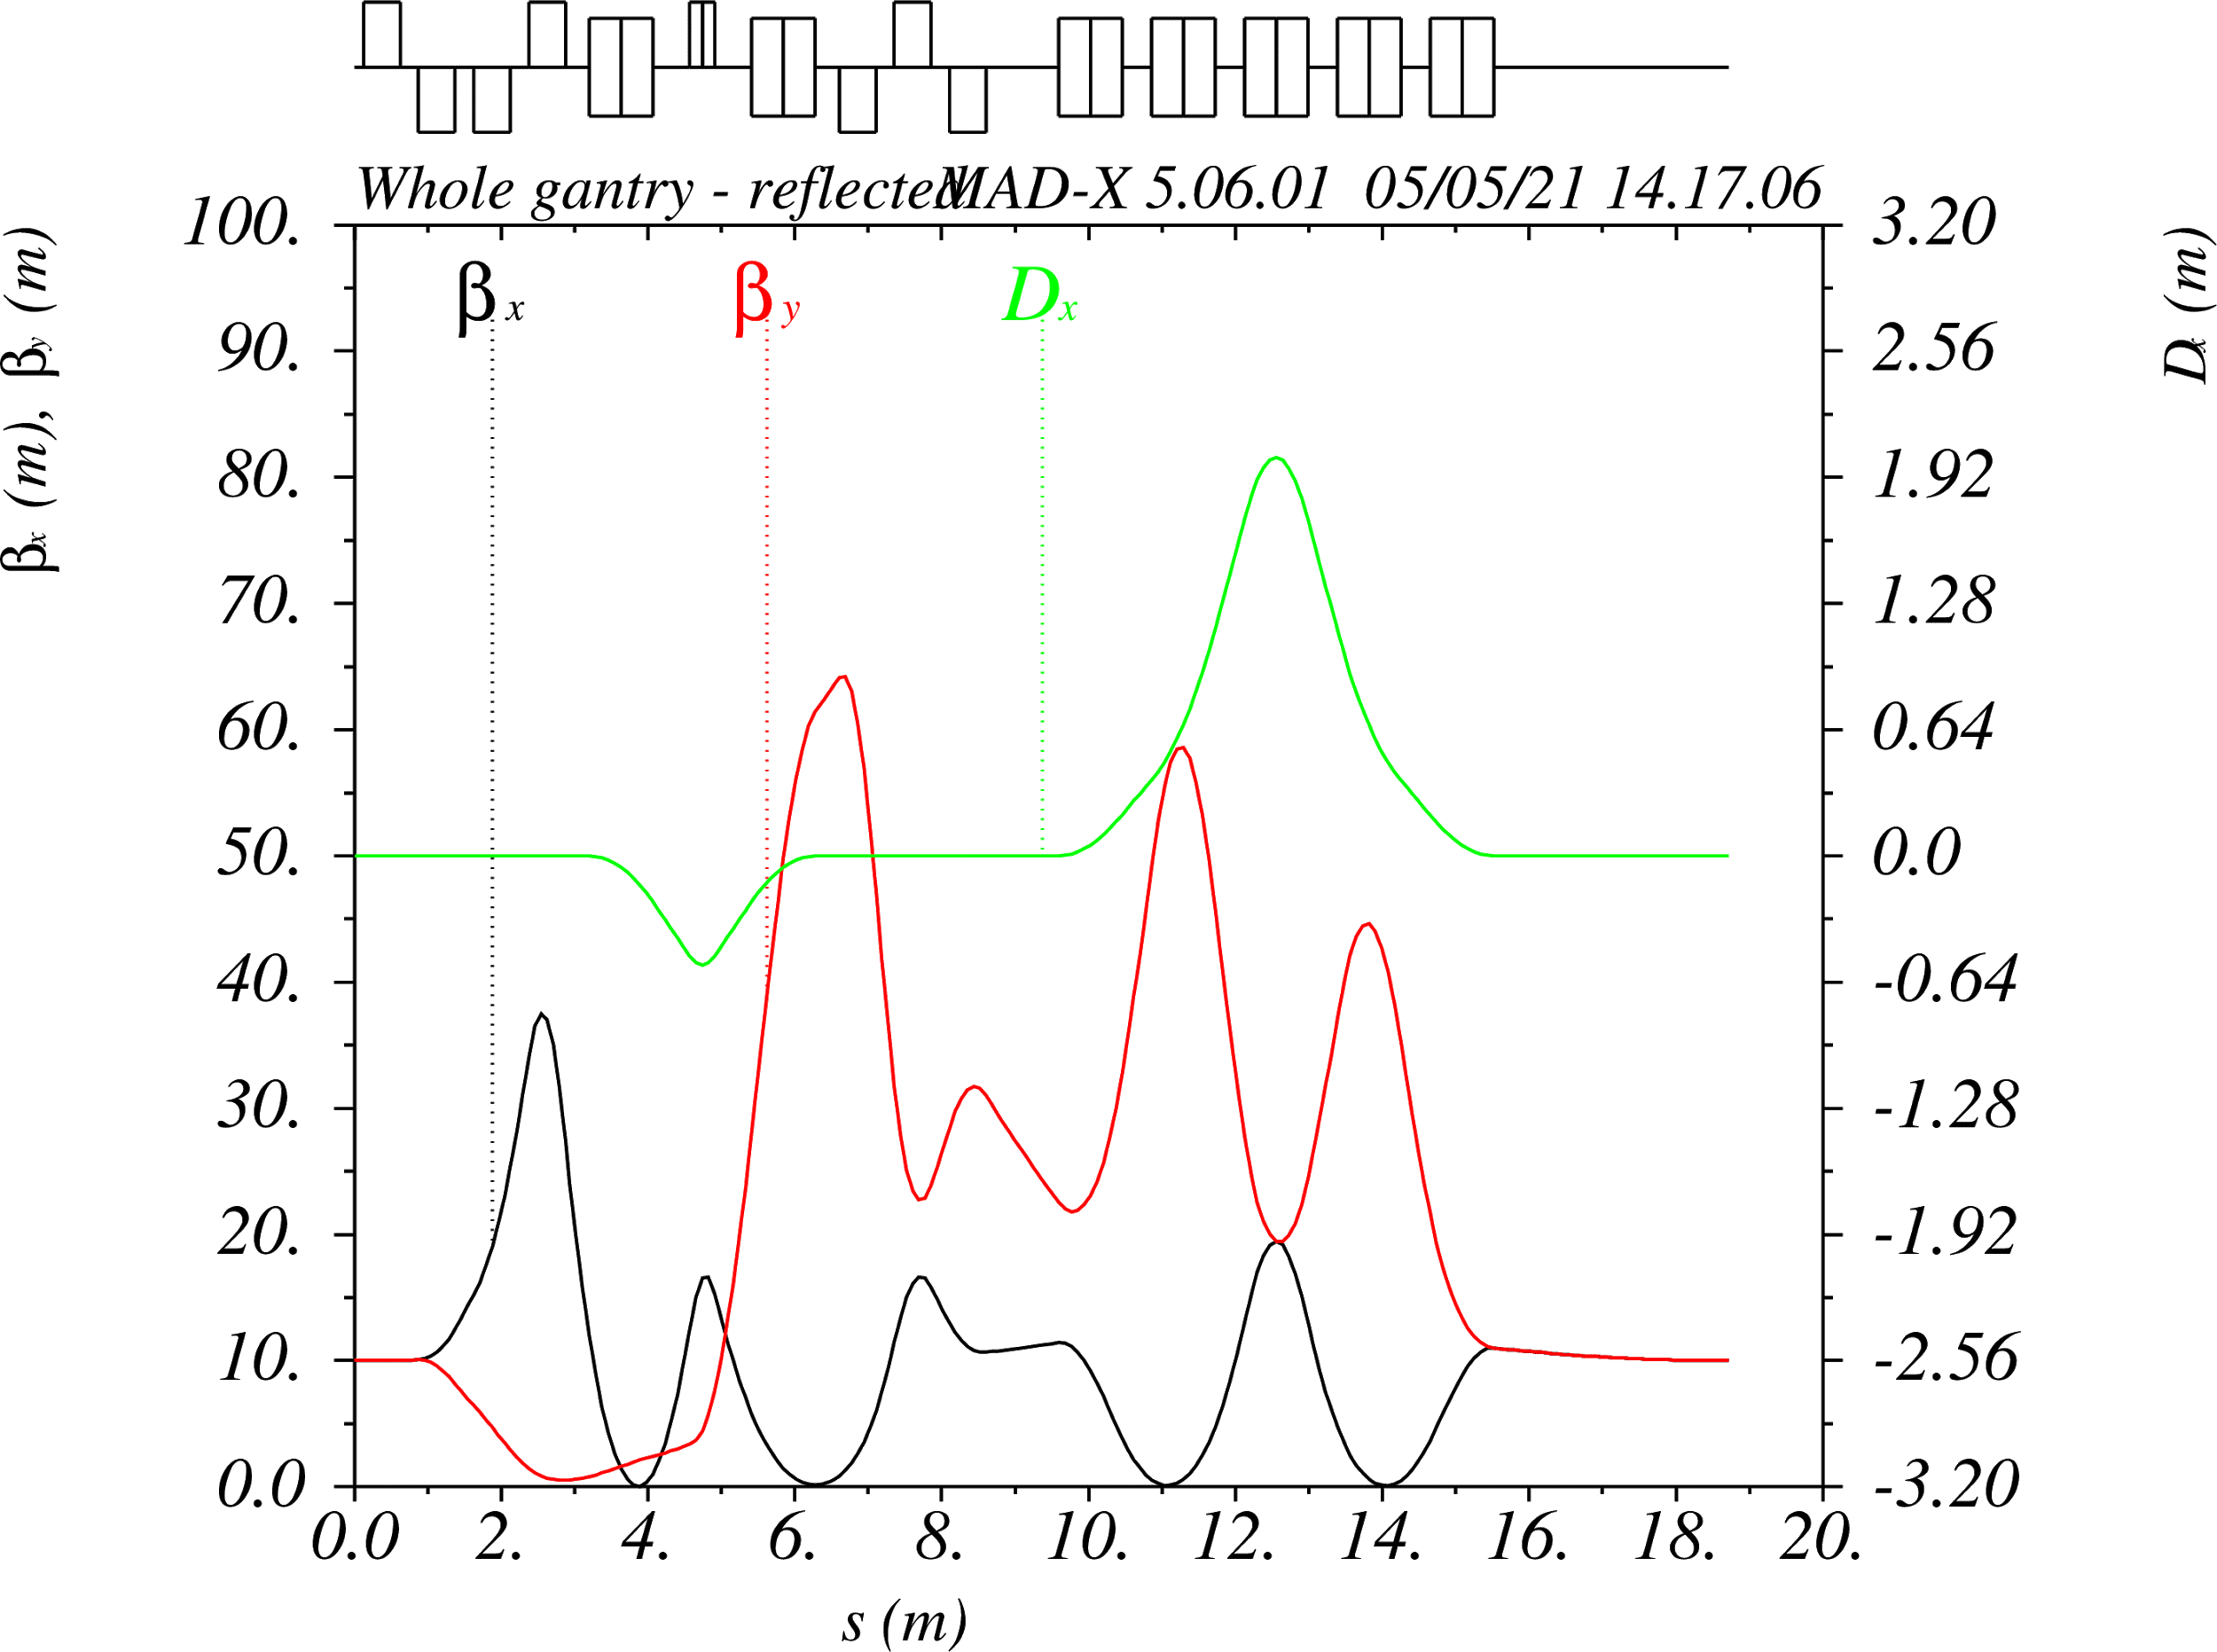 Whole gantry - reflected MAD-X 5.06.01 05/05/21 14.17.06
βx (m), βy (m)
100.
90.
80.
70.
60.
50.
40.
30.
20.
10.
0.0
βx
βy
Dx
3.20
2.56
1.92
1.28
0.64
0.0
-0.64
-1.28
-1.92
-2.56
-3.20
Dx (m)
0.0 2. 4. 6. 8. 10. 12. 14. 16. 18. 20.
s (m)